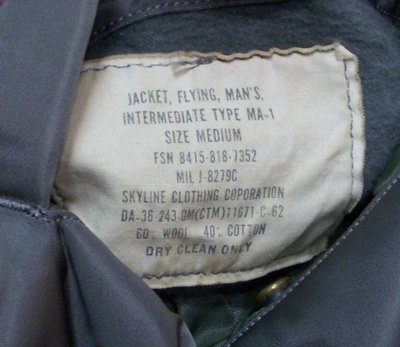 JACKET, FLYING, MAN'S,
INTERMEDIATE TYPE MA-1
SIZE MEDIUM
FSN 8415-818-7352
MIL J-8279C
SKYLINE CLOTHING COPORATION
DA-36 243-QM(CTM)11671-C-62
60% WOOL 40% COTTON
DRY CLEAN ONLY